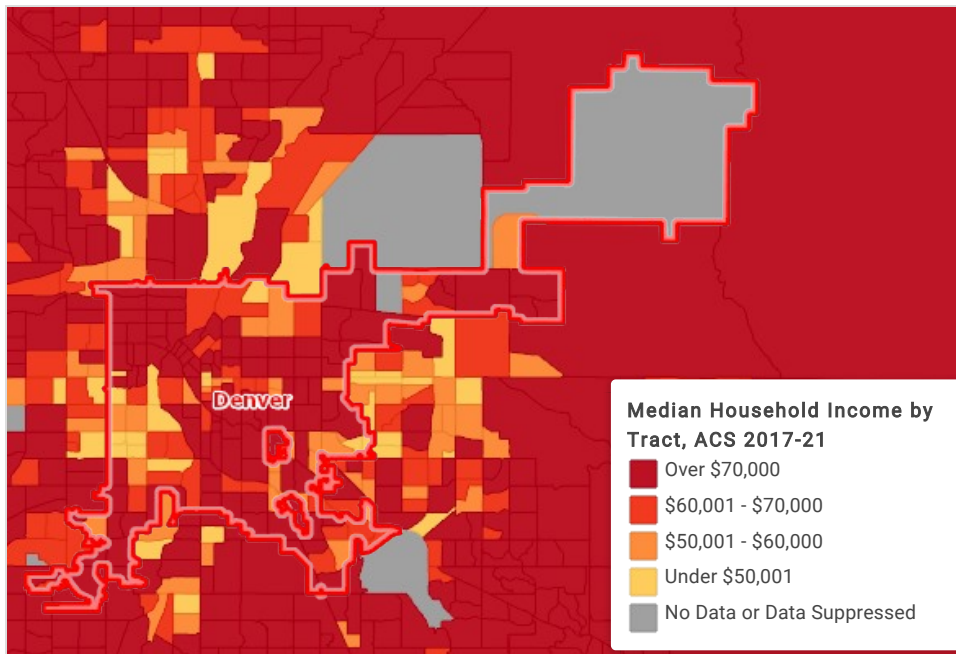 Denver
Median Household Income by
Tract, ACS 2017-21
Over $70,000
$60,001 - $70,000
$50,001 - $60,000
Under $50,001
No Data or Data Suppressed